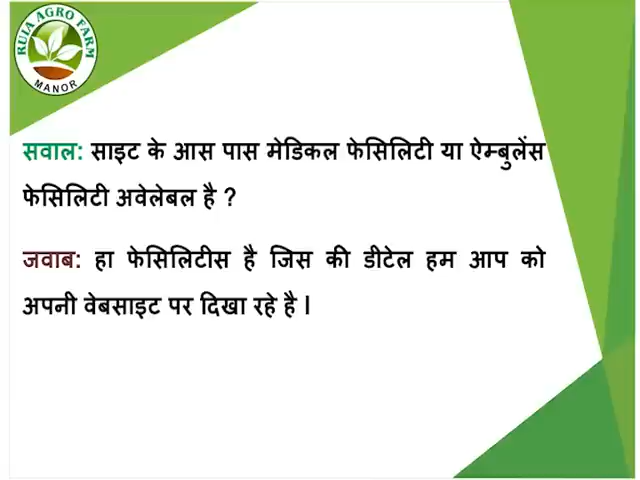 RUIA AGRO FARM
MANOR
सवाल: साइट के आस पास मेडिकल फेसिलिटी या ऐम्बुलेंस
फेसिलिटी अवेलेबल है ?
जवाब: हा फेसिलिटीस है जिस की डीटेल हम आप को
अपनी वेबसाइट पर दिखा रहे है I